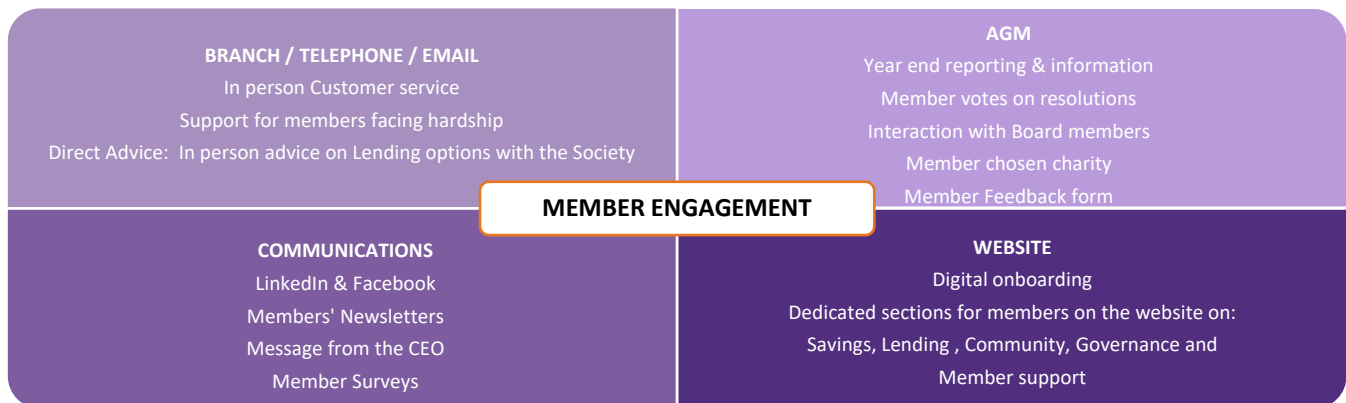 BRANCH / TELEPHONE / EMAIL
In person Customer service
Support for members facing hardship
Direct Advice:  In person advice on Lending options with the Society
AGM
Year end reporting & information
Member votes on resolutions
Interaction with Board members
Member chosen charity
Member Feedback form
MEMBER ENGAGEMENT
COMMUNICATIONS
LinkedIn & Facebook
Members' Newsletters
Message from the CEO
Member Surveys
WEBSITE
Digital onboarding
Dedicated sections for members on the website on:
Savings, Lending , Community, Governance and
Member support